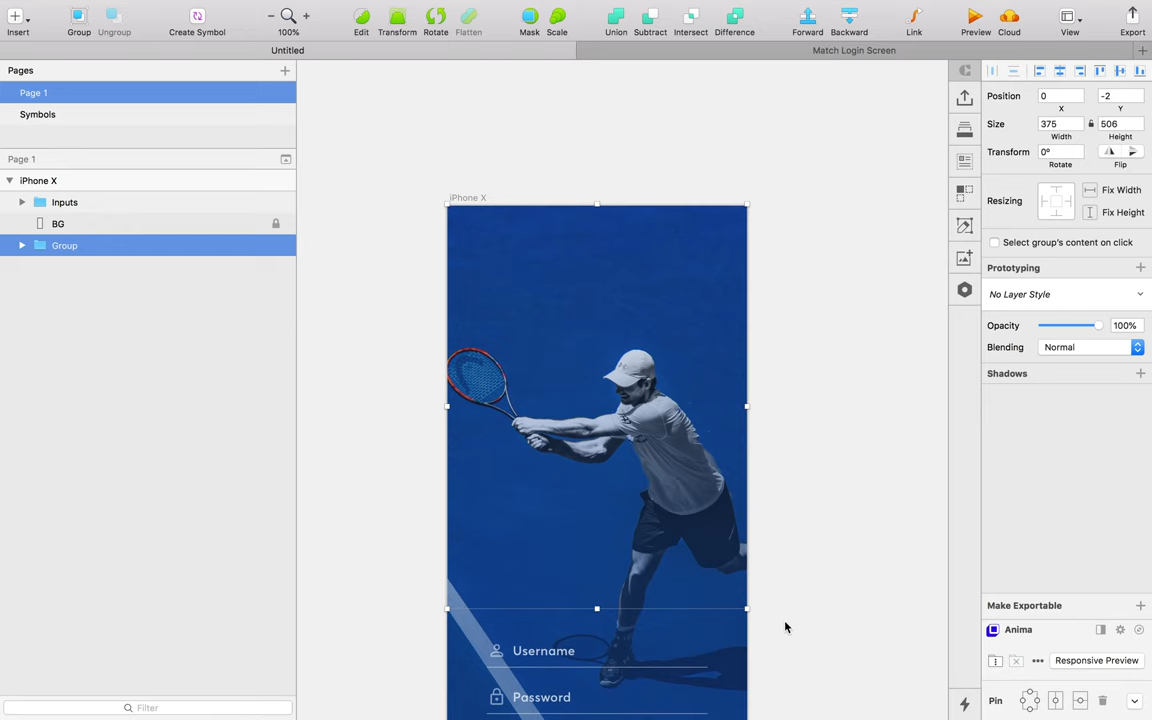 Insert
Group
Ungroup
Create Symbol
100%
Edit
Transform
Rotate
Flatten
Mask
Scale
Union
Subtract
Intersect
Difference
Forward
Backward
Link
Preview
Cloud
View
Export
Untitled
Match Login Screen
Pages
Page 1
Symbols
Page 1
iPhone X
Inputs
BG
Group
Filter
iPhone X
Username
Password
Position 0 -2
X Y
Size 375 506
Width Height
Transform 0°
Rotate Flip
Resizing
Fix Width
Fix Height
Select group's content on click
Prototyping
No Layer Style
Opacity 100%
Blending Normal
Shadows
Make Exportable
Anima
Responsive Preview
Pin